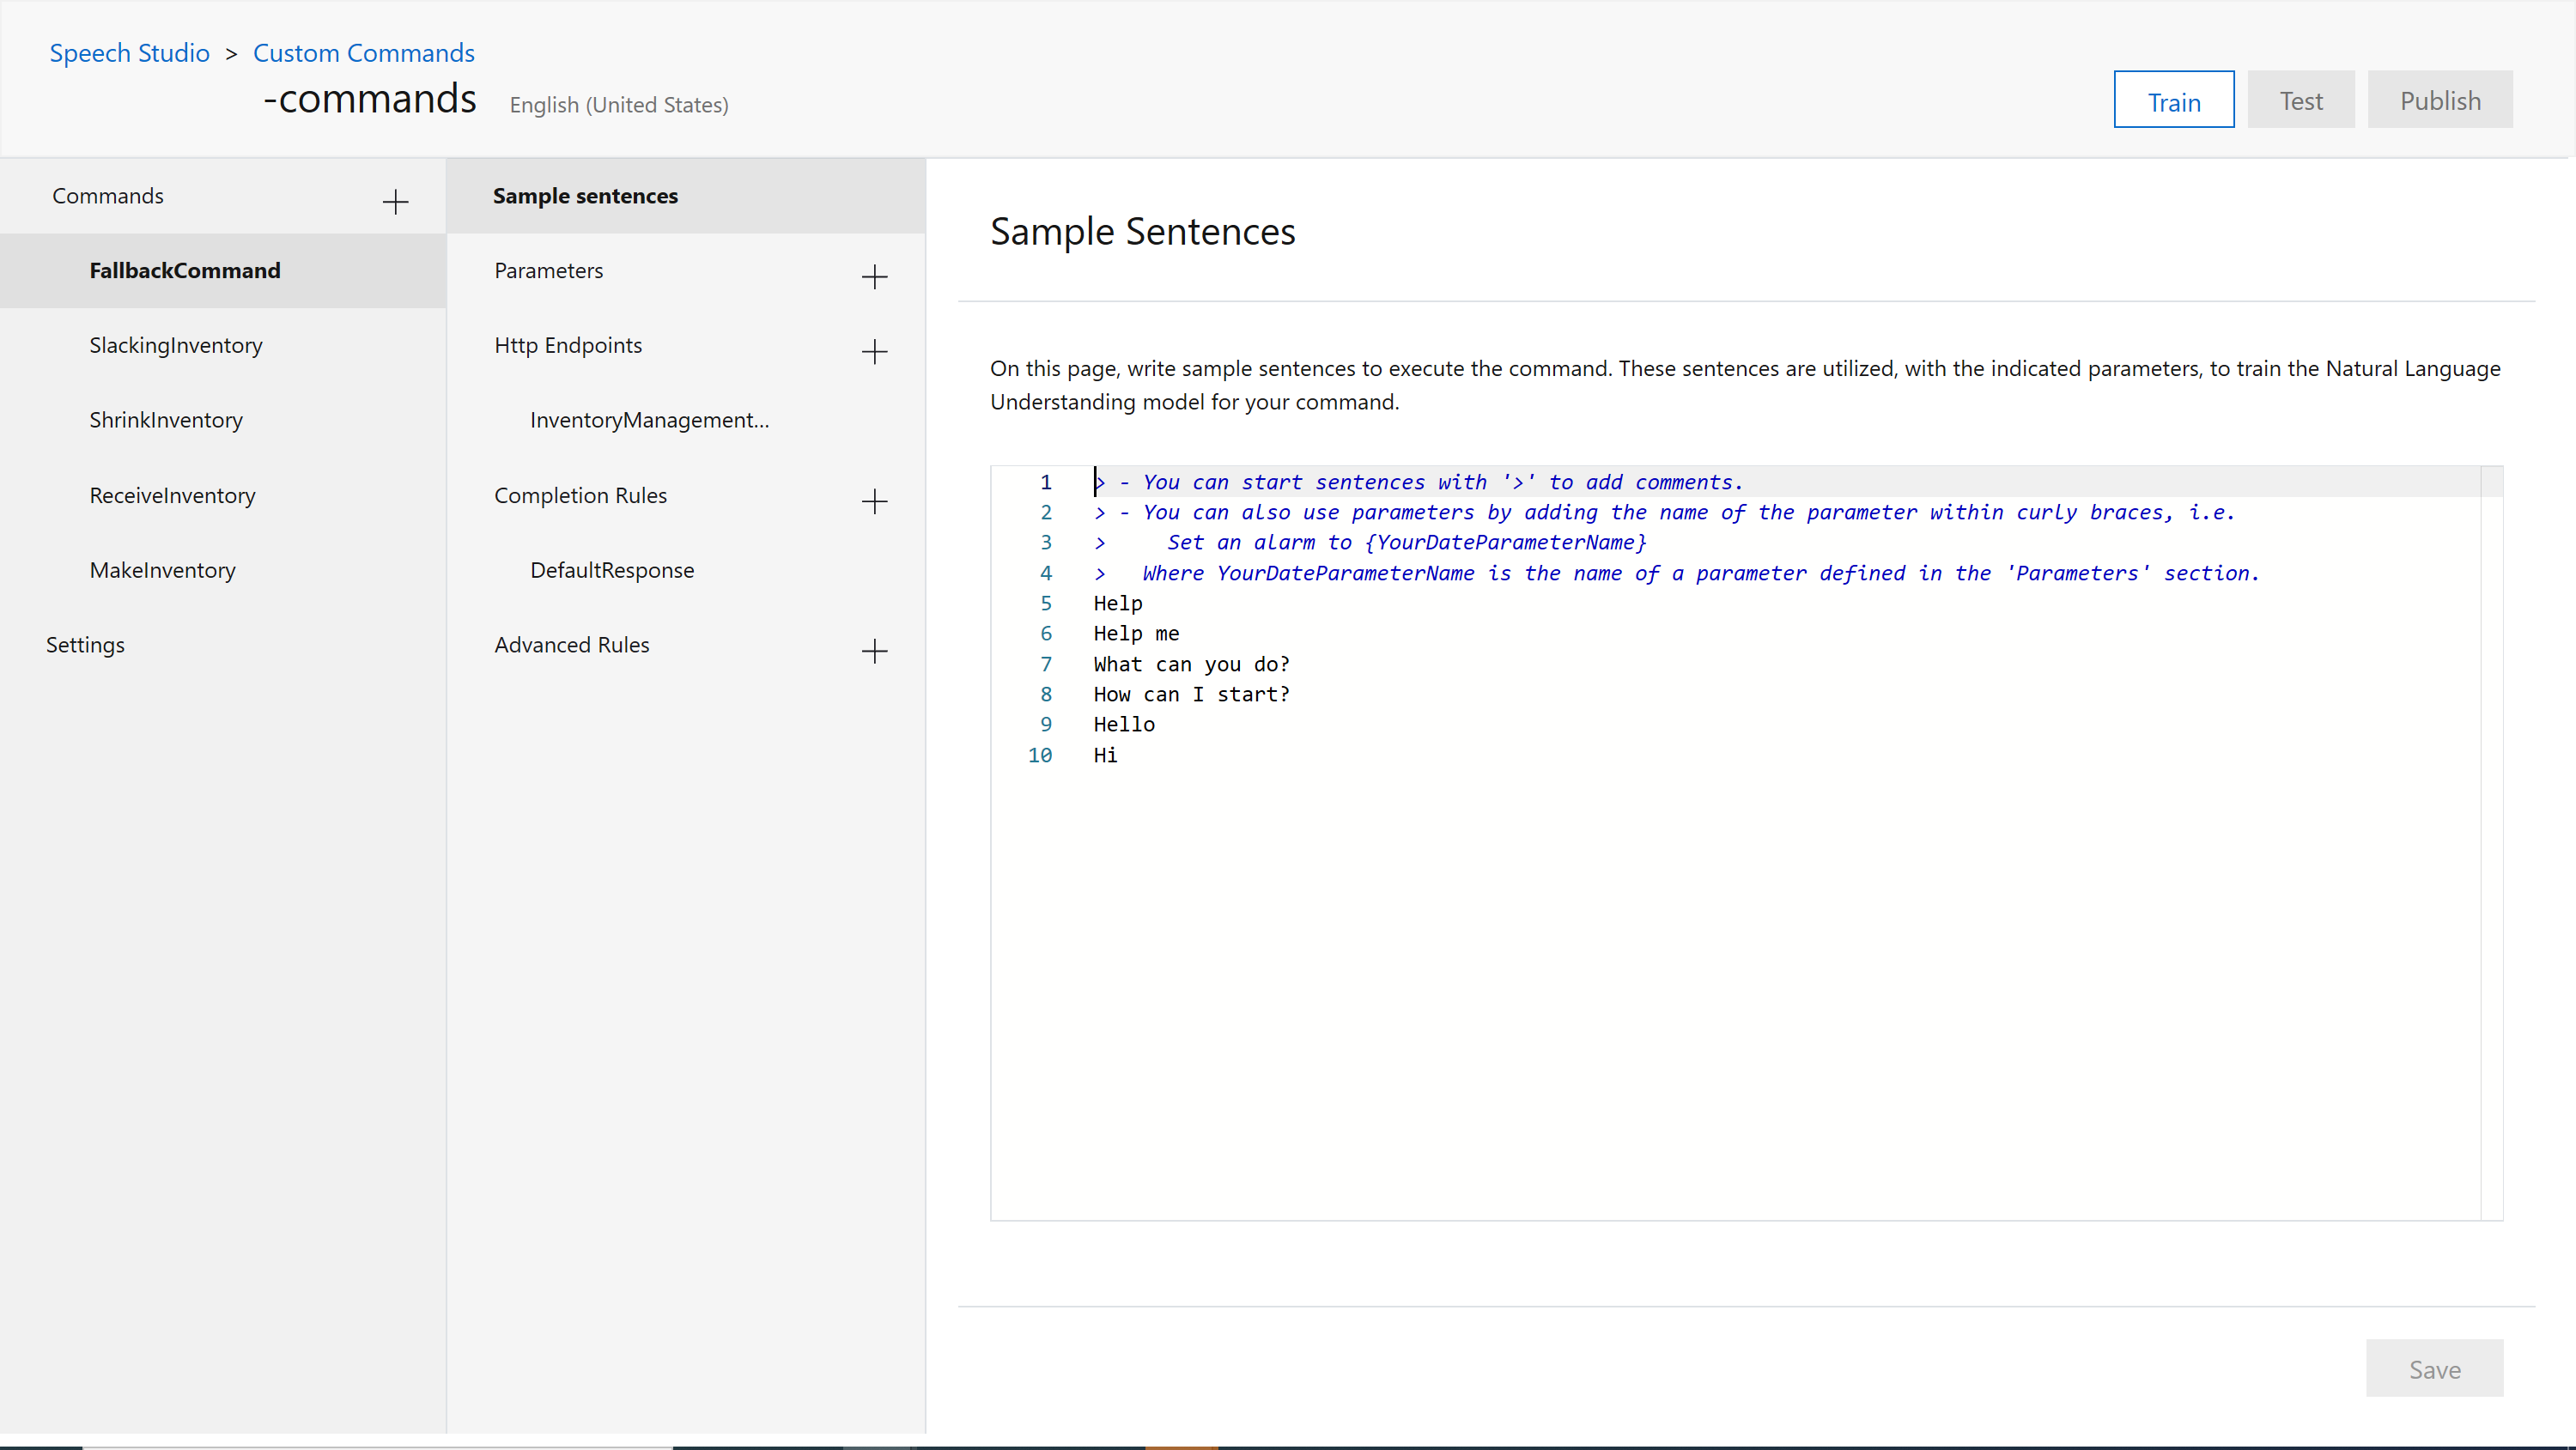 Speech Studio > Custom Commands
-commands English (United States)
Train Test Publish
Commands
FallbackCommand
SlackingInventory
ShrinkInventory
ReceiveInventory
MakeInventory
Settings
Sample sentences
Parameters
Http Endpoints
InventoryManagement...
Completion Rules
DefaultResponse
Advanced Rules
Sample Sentences
On this page, write sample sentences to execute the command. These sentences are utilized, with the indicated parameters, to train the Natural Language
Understanding model for your command.
1 > - You can start sentences with '>' to add comments.
2 > - You can also use parameters by adding the name of the parameter within curly braces, i.e.
3 > Set an alarm to {YourDateParameterName}
4 > Where YourDateParameterName is the name of a parameter defined in the 'Parameters' section.
5 Help
6 Help me
7 What can you do?
8 How can I start?
9 Hello
10 Hi
Save